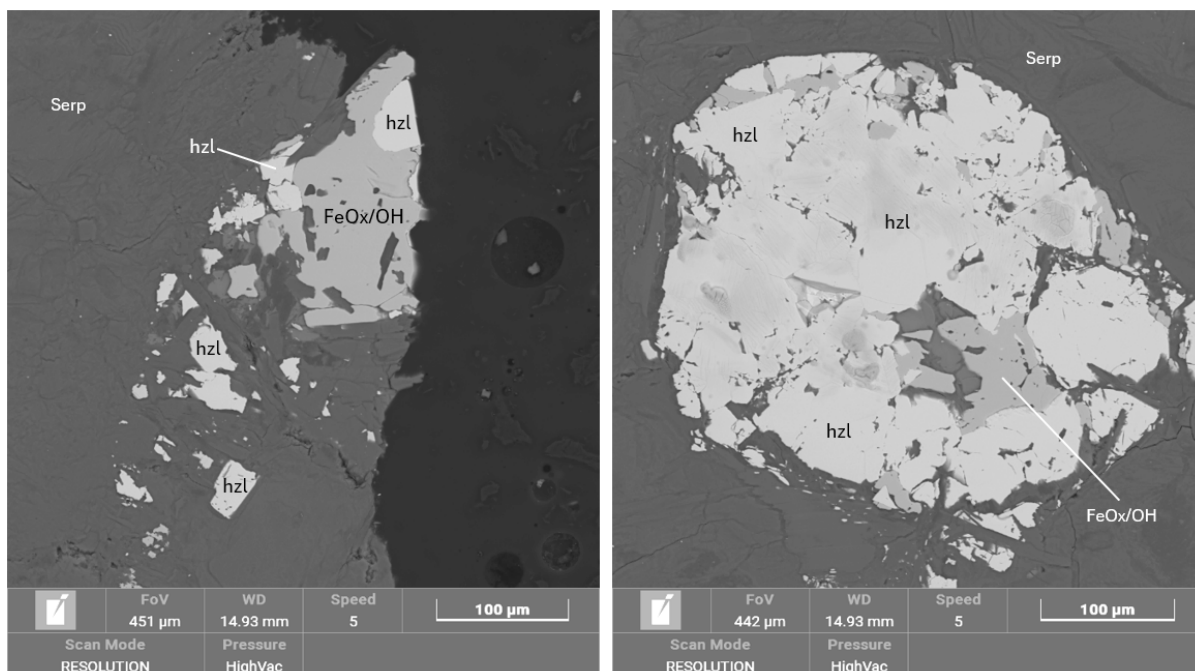 Serp
hzl
hzl
FeOx/OH
hzl
hzl
FoV
451 µm
WD
14.93 mm
Speed
5
100 µm
Scan Mode
RESOLUTION
Pressure
HighVac
Serp
hzl
hzl
hzl
FeOx/OH
FoV
442 µm
WD
14.93 mm
Speed
5
100 µm
Scan Mode
RESOLUTION
Pressure
HighVac